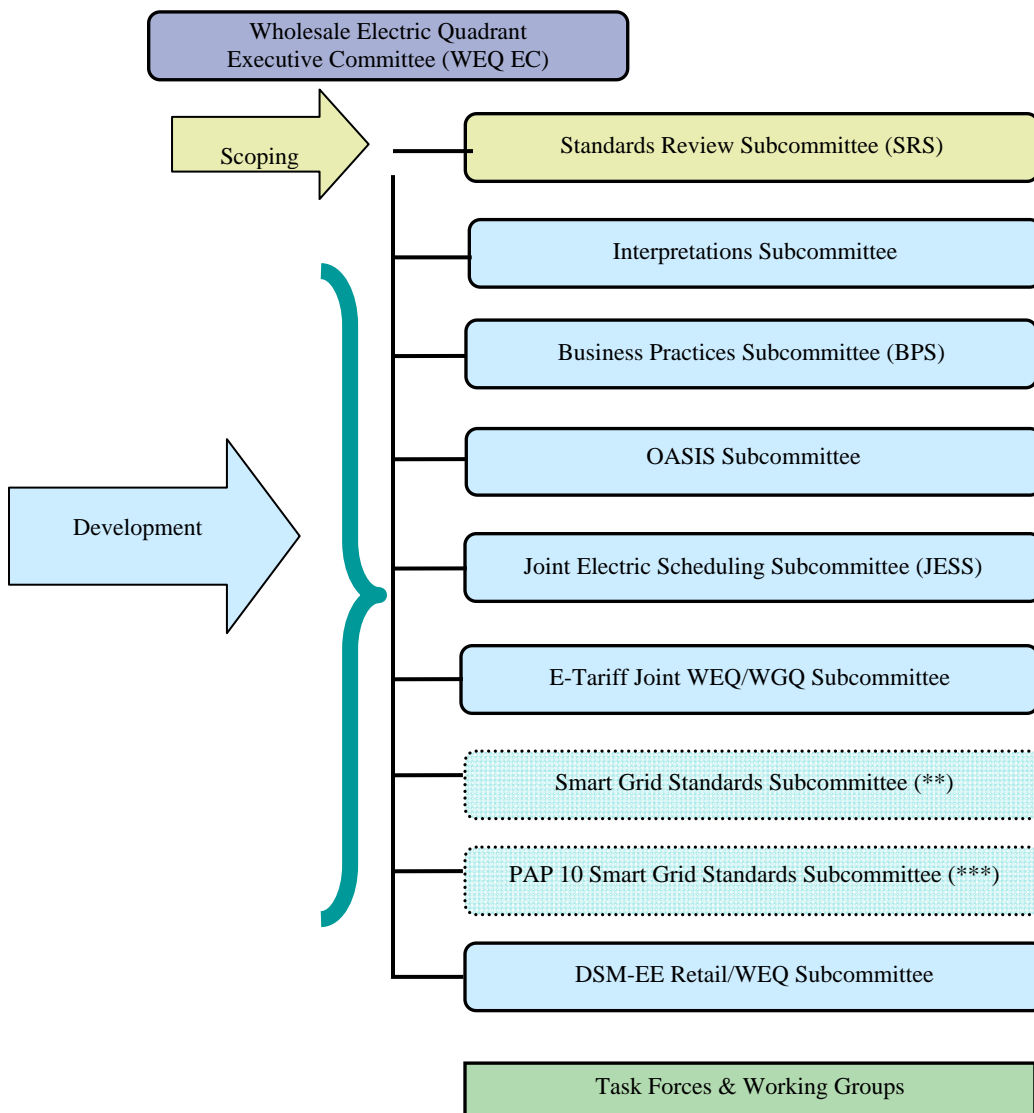 Wholesale Electric Quadrant
Executive Committee (WEQ EC)
Scoping
Standards Review Subcommittee (SRS)
Interpretations Subcommittee
Business Practices Subcommittee (BPS)
OASIS Subcommittee
Development
Joint Electric Scheduling Subcommittee (JESS)
E-Tariff Joint WEQ/WGQ Subcommittee
Smart Grid Standards Subcommittee (**)
PAP 10 Smart Grid Standards Subcommittee (***)
DSM-EE Retail/WEQ Subcommittee
Task Forces & Working Groups